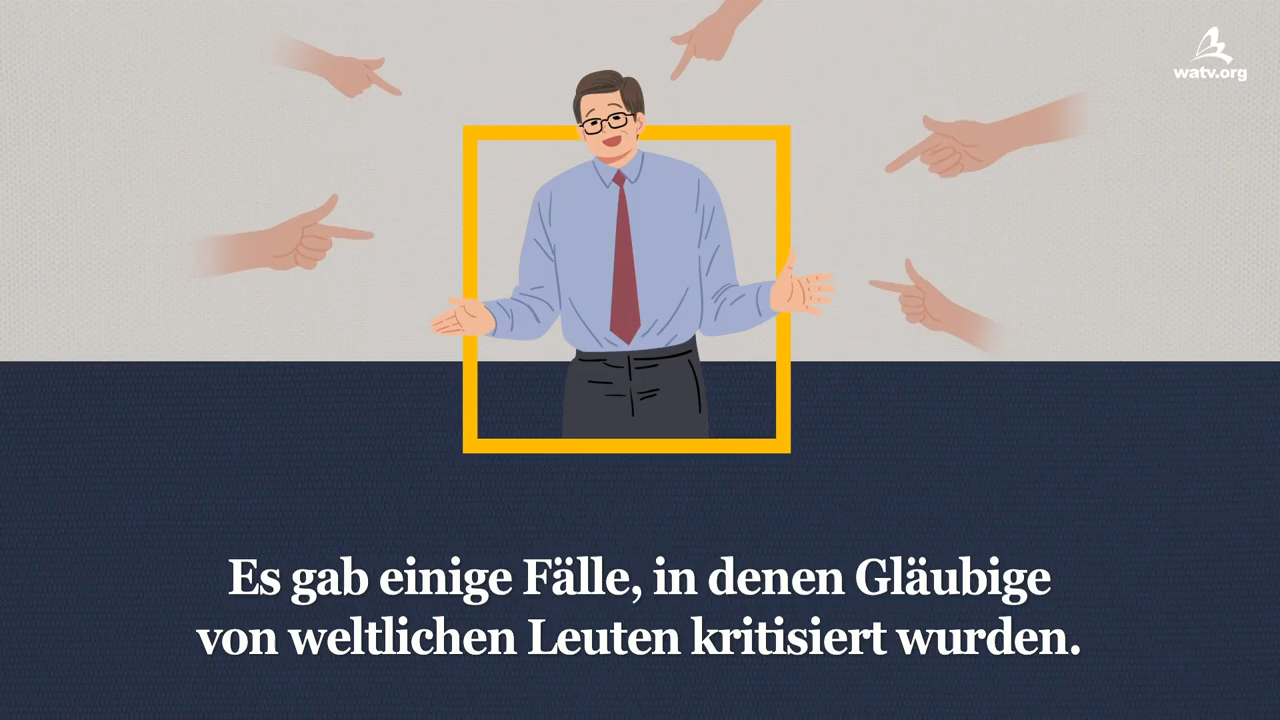 watv.org
Es gab einige Fälle, in denen Gläubige
von weltlichen Leuten kritisiert wurden.